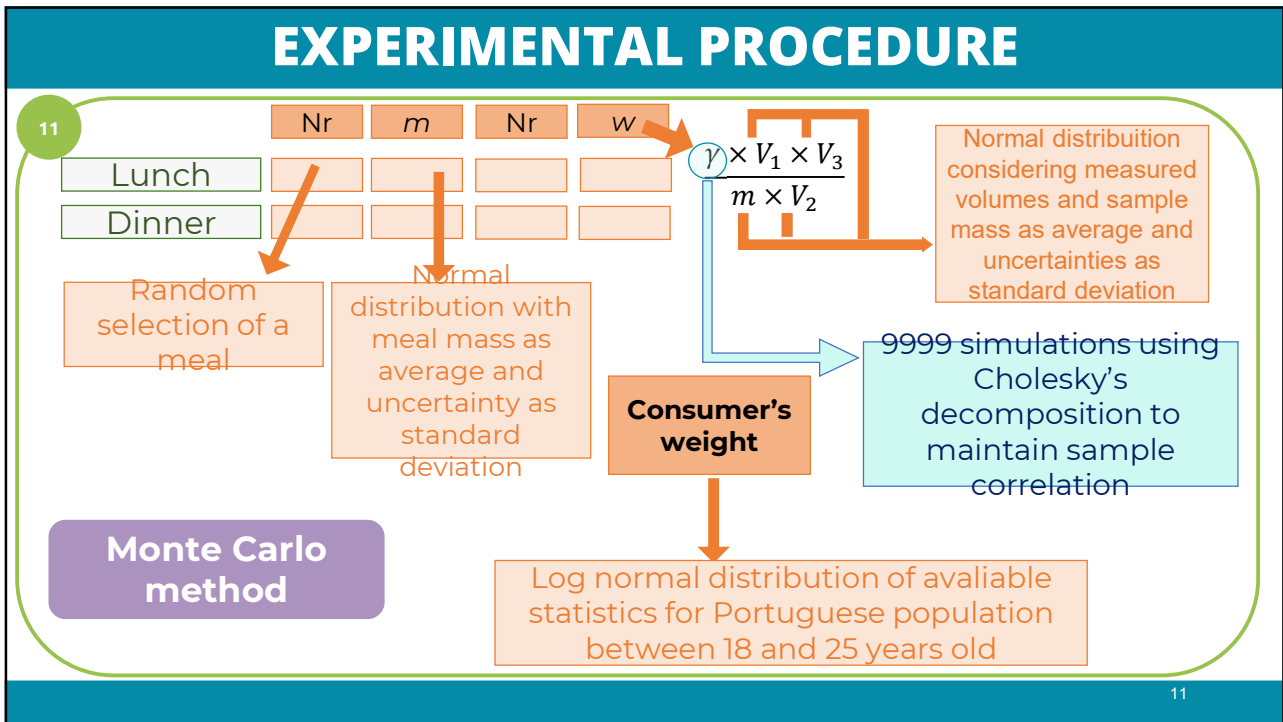 EXPERIMENTAL PROCEDURE
11
Nr m Nr w
Lunch
Dinner
γ × V₁ × V₃
m × V₂
Normal distribuition
considering measured
volumes and sample
mass as average and
uncertainties as
standard deviation
Random
selection of a
meal
Normal
distribution with
meal mass as
average and
uncertainty as
standard
deviation
Consumer’s
weight
9999 simulations using
Cholesky’s
decomposition to
maintain sample
correlation
Monte Carlo
method
Log normal distribution of avaliable
statistics for Portuguese population
between 18 and 25 years old
11